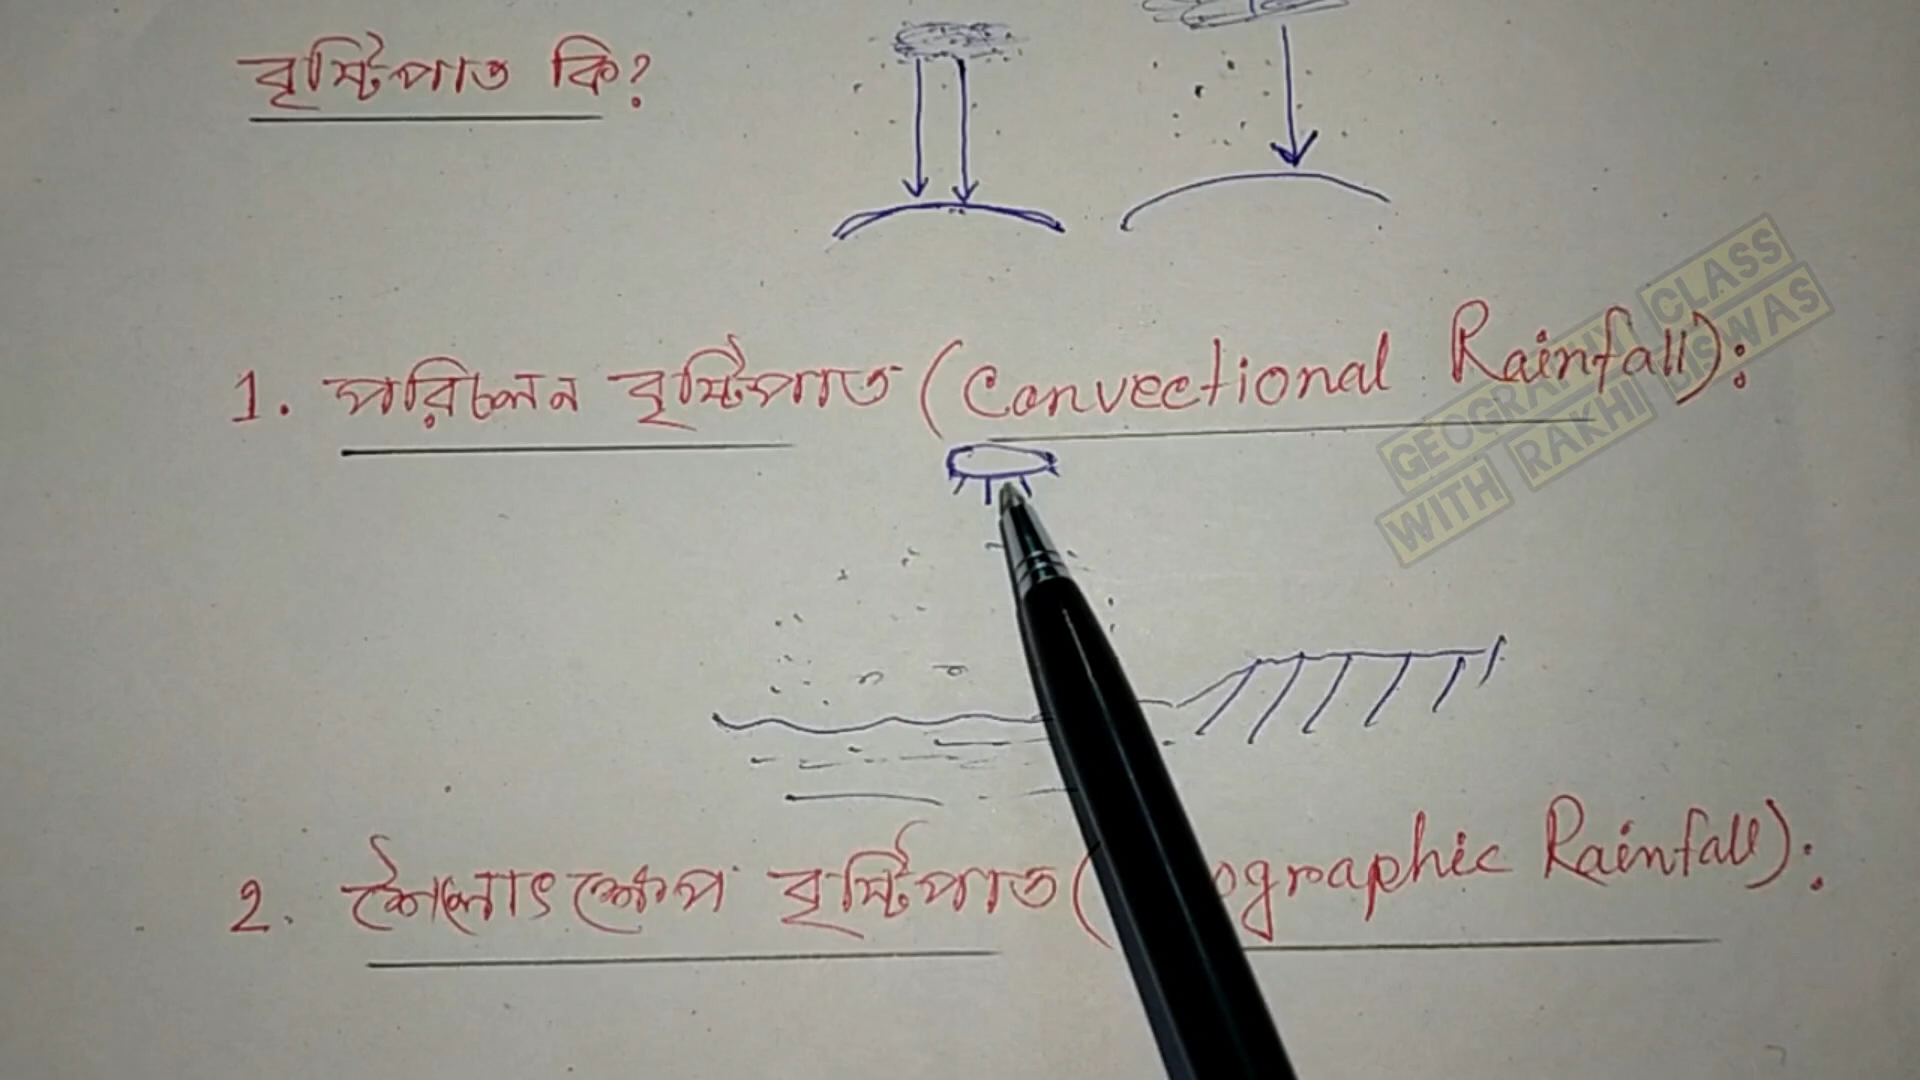 বৃষ্টিপাত কি?
1. পরিচলন বৃষ্টিপাত (Convectional Rainfall):
GEOGRAPHY CLASS
WITH RAKHI BISWAS
2. শৈলোৎক্ষেপ বৃষ্টিপাত ( ographic Rainfall):